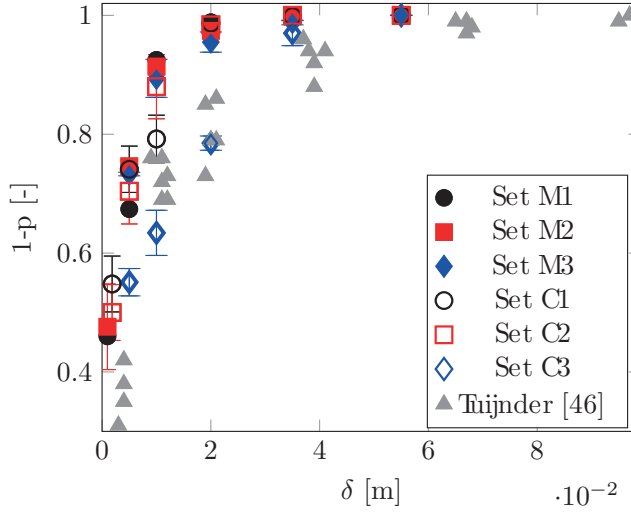 1
0.8
0.6
0.4
1-p [-]
0
2
4
6
8
δ [m]
·10⁻²
Set M1
Set M2
Set M3
Set C1
Set C2
Set C3
Tuijnder [46]